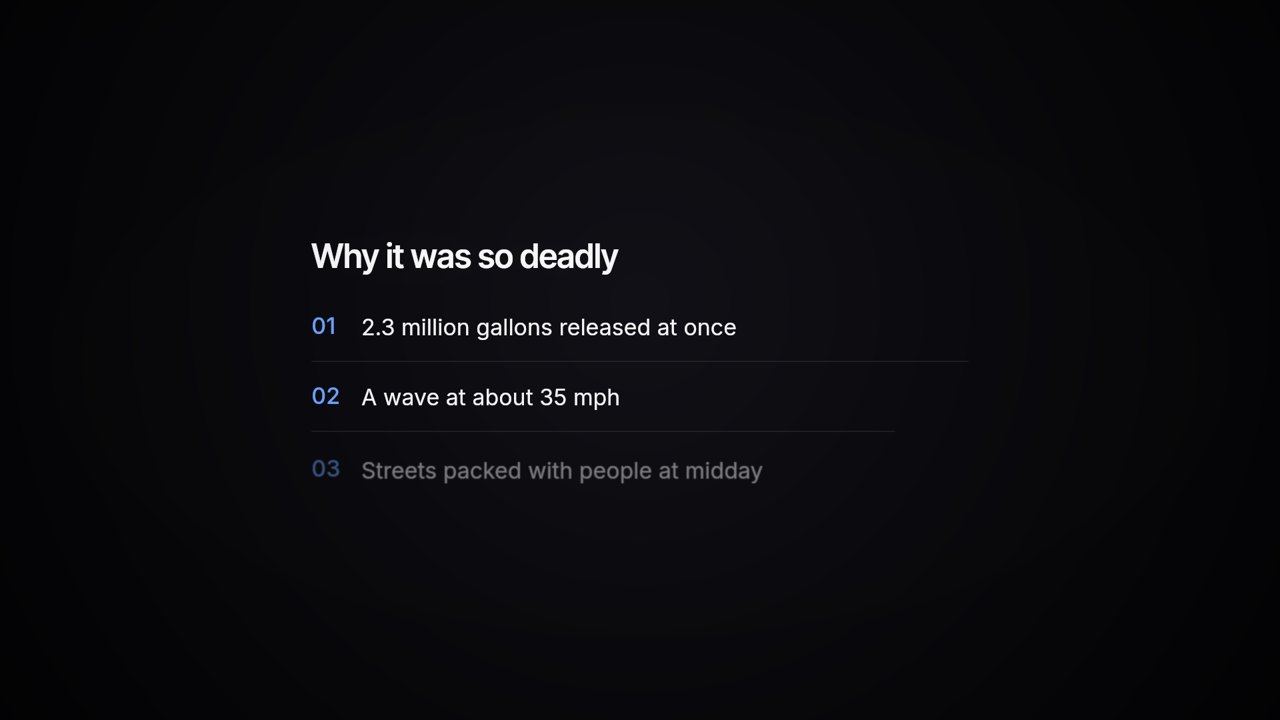 Why it was so deadly
01 2.3 million gallons released at once
02 A wave at about 35 mph
03 Streets packed with people at midday